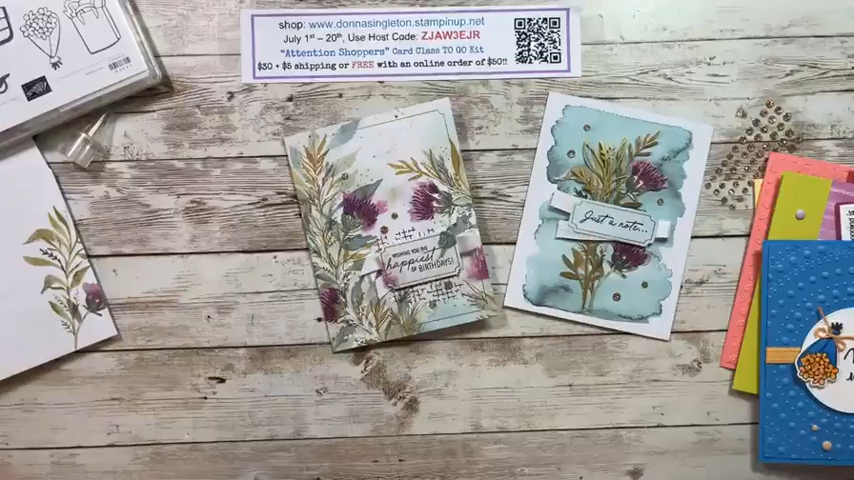 shop: www.donnasingleton.stampinup.net
July 1st – 20th, Use Host Code: ZJAW3EJR
"Attention Shoppers" Card Class TO GO Kit
$30 + $5 shipping or FREE with an online order of $50!!
Just a note...
WISHING YOU THE
happiest
OF BIRTHDAYS!